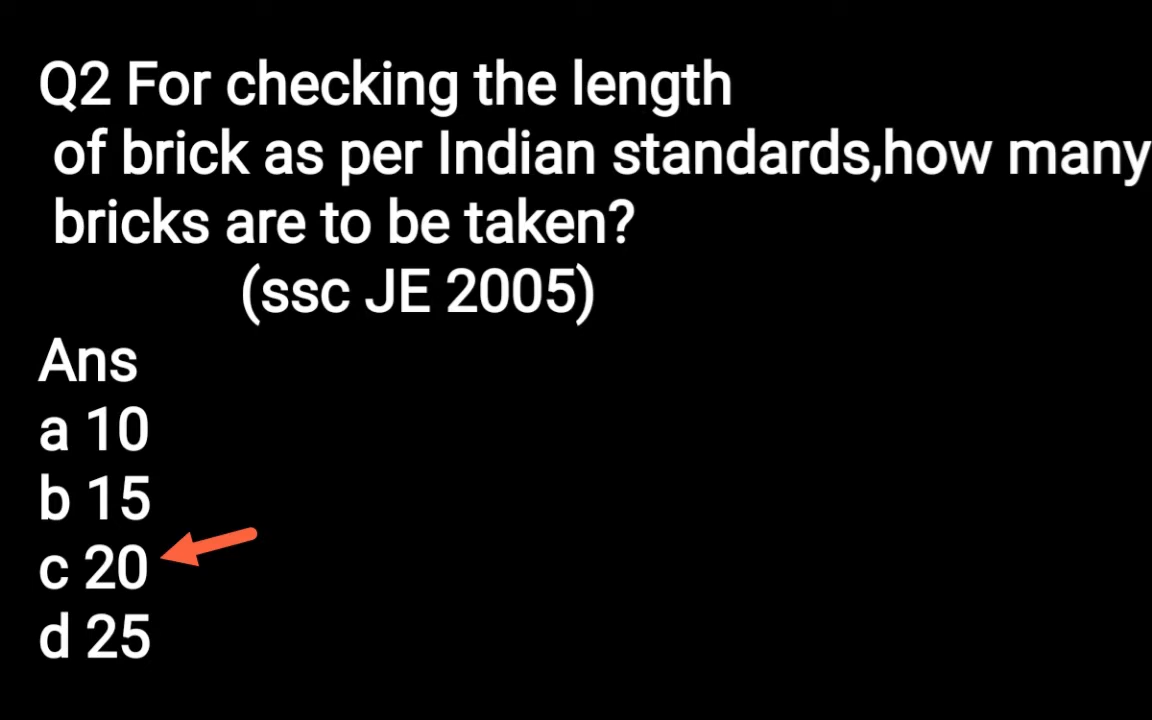 Q2 For checking the length
of brick as per Indian standards,how many
bricks are to be taken?
(ssc JE 2005)
Ans
a 10
b 15
c 20
d 25